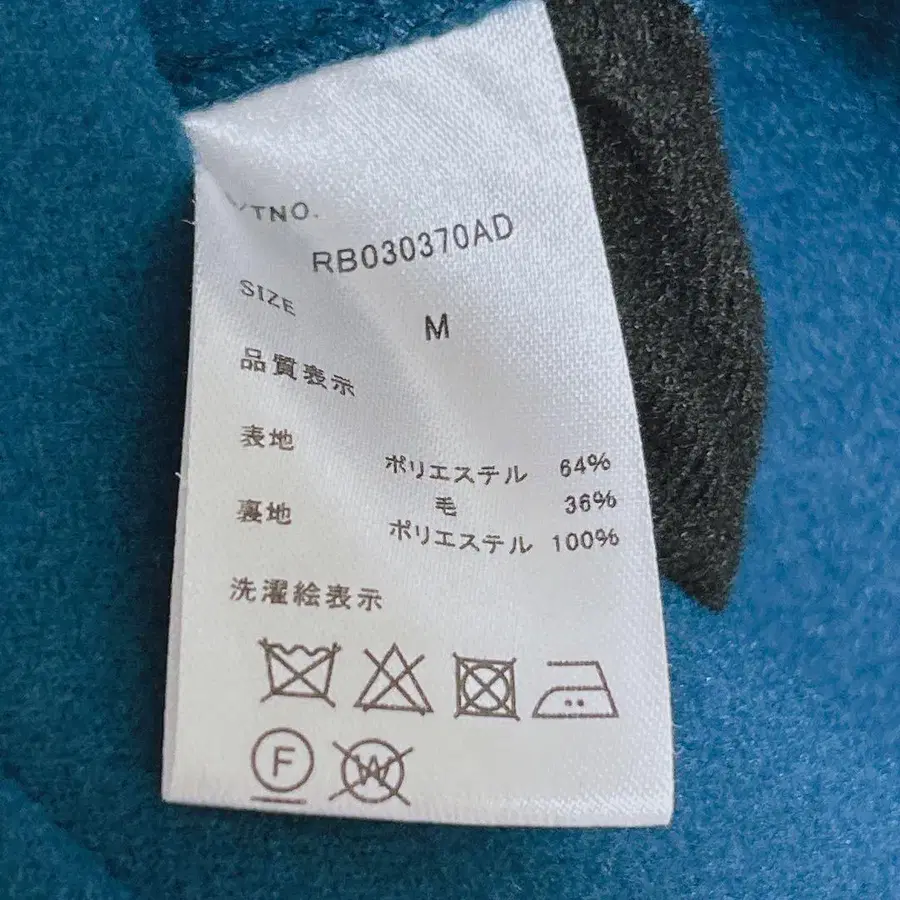 /TNO.
RB030370AD
SIZE
M
品質表示
表地
ポリエステル 64%
毛 36%
裏地
ポリエステル 100%
洗濯絵表示
F
W